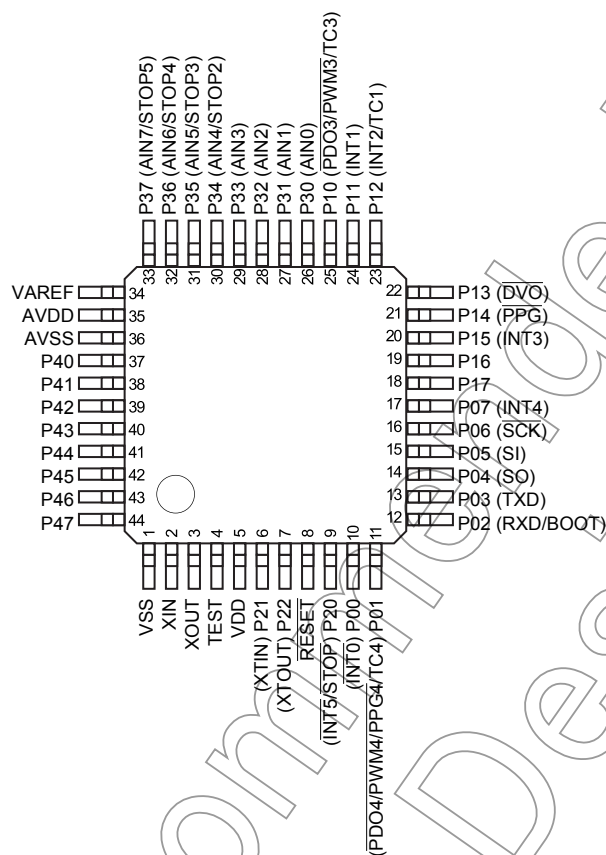 P37 (AIN7/STOP5)
P36 (AIN6/STOP4)
P35 (AIN5/STOP3)
P34 (AIN4/STOP2)
P33 (AIN3)
P32 (AIN2)
P31 (AIN1)
P30 (AIN0)
P10 (PDO3/PWM3/TC3)
P11 (INT1)
P12 (INT2/TC1)
33 32 31 30 29 28 27 26 25 24 23
VAREF 34
AVDD 35
AVSS 36
P40 37
P41 38
P42 39
P43 40
P44 41
P45 42
P46 43
P47 44
22 P13 (DVO)
21 P14 (PPG)
20 P15 (INT3)
19 P16
18 P17
17 P07 (INT4)
16 P06 (SCK)
15 P05 (SI)
14 P04 (SO)
13 P03 (TXD)
12 P02 (RXD/BOOT)
1 2 3 4 5 6 7 8 9 10 11
VSS
XIN
XOUT
TEST
VDD
(XTIN) P21
(XTOUT) P22
RESET
(INT5/STOP) P20
(INT0) P00
(PDO4/PWM4/PPG4/TC4) P01